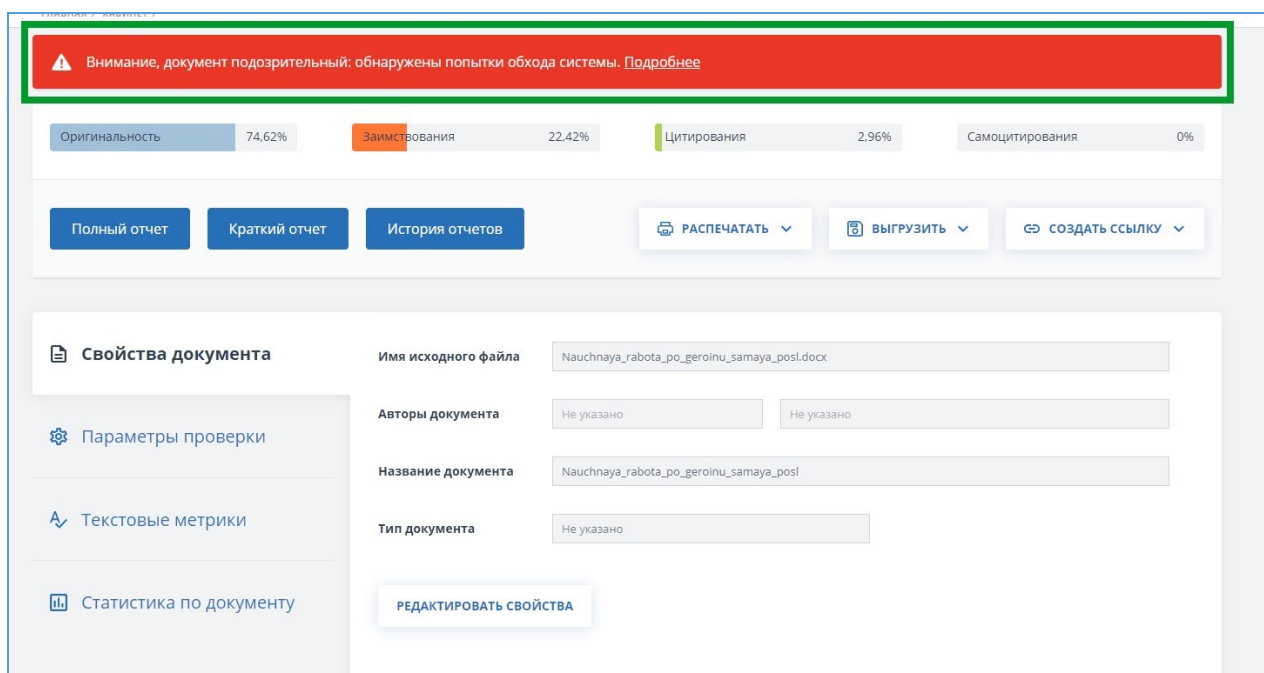 ГЛАВНАЯ / КАБИНЕТ /
Внимание, документ подозрительный: обнаружены попытки обхода системы. Подробнее
Оригинальность 74,62% Заимствования 22,42% Цитирования 2,96% Самоцитирования 0%
Полный отчет Краткий отчет История отчетов РАСПЕЧАТАТЬ ВЫГРУЗИТЬ СОЗДАТЬ ССЫЛКУ
Свойства документа
Параметры проверки
Текстовые метрики
Статистика по документу
Имя исходного файла Nauchnaya_rabota_po_geroinu_samaya_posl.docx
Авторы документа Не указано Не указано
Название документа Nauchnaya_rabota_po_geroinu_samaya_posl
Тип документа Не указано
РЕДАКТИРОВАТЬ СВОЙСТВА